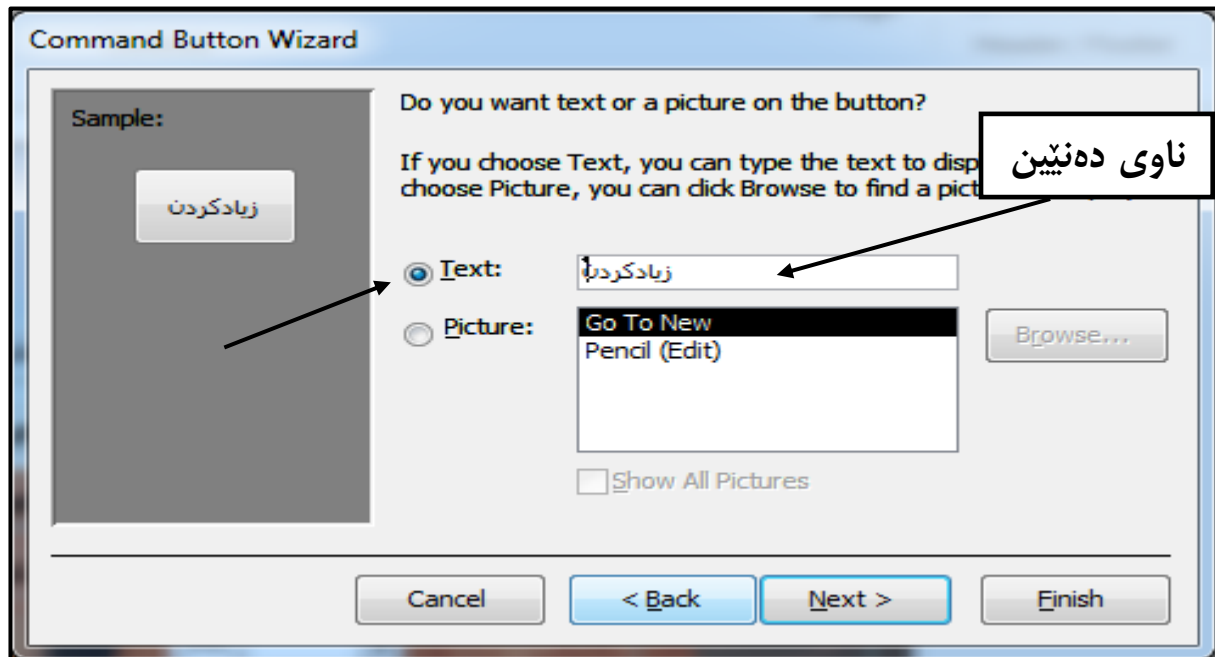 Command Button Wizard
Sample:
زیادکردن
Do you want text or a picture on the button?
If you choose Text, you can type the text to disp
choose Picture, you can click Browse to find a pict
ناوی دەنێین
Text:
زیادکردن
Picture:
Go To New
Pencil (Edit)
Browse...
Show All Pictures
Cancel
< Back
Next >
Finish